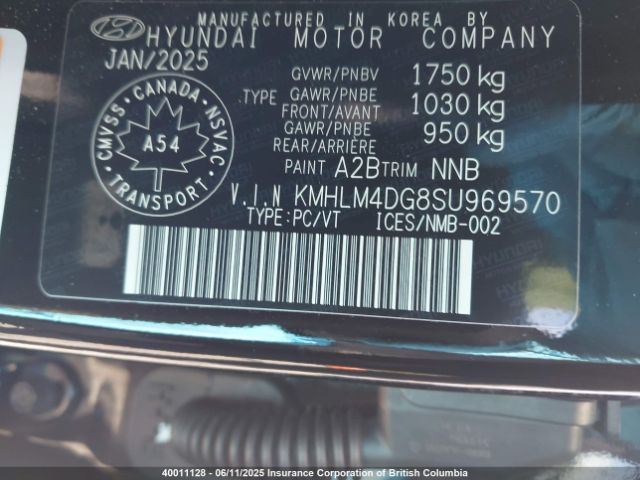 MANUFACTURED IN KOREA BY
HYUNDAI MOTOR COMPANY
JAN/2025
GVWR/PNBV 1750 kg
TYPE GAWR/PNBE FRONT/AVANT 1030 kg
GAWR/PNBE REAR/ARRIÈRE 950 kg
PAINT A2B TRIM NNB
CMVSS · CANADA · NSVAC
A54
TRANSPORT
V.I.N KMHLM4DG8SU969570
TYPE:PC/VT ICES/NMB-002
40011128 - 06/11/2025 Insurance Corporation of British Columbia